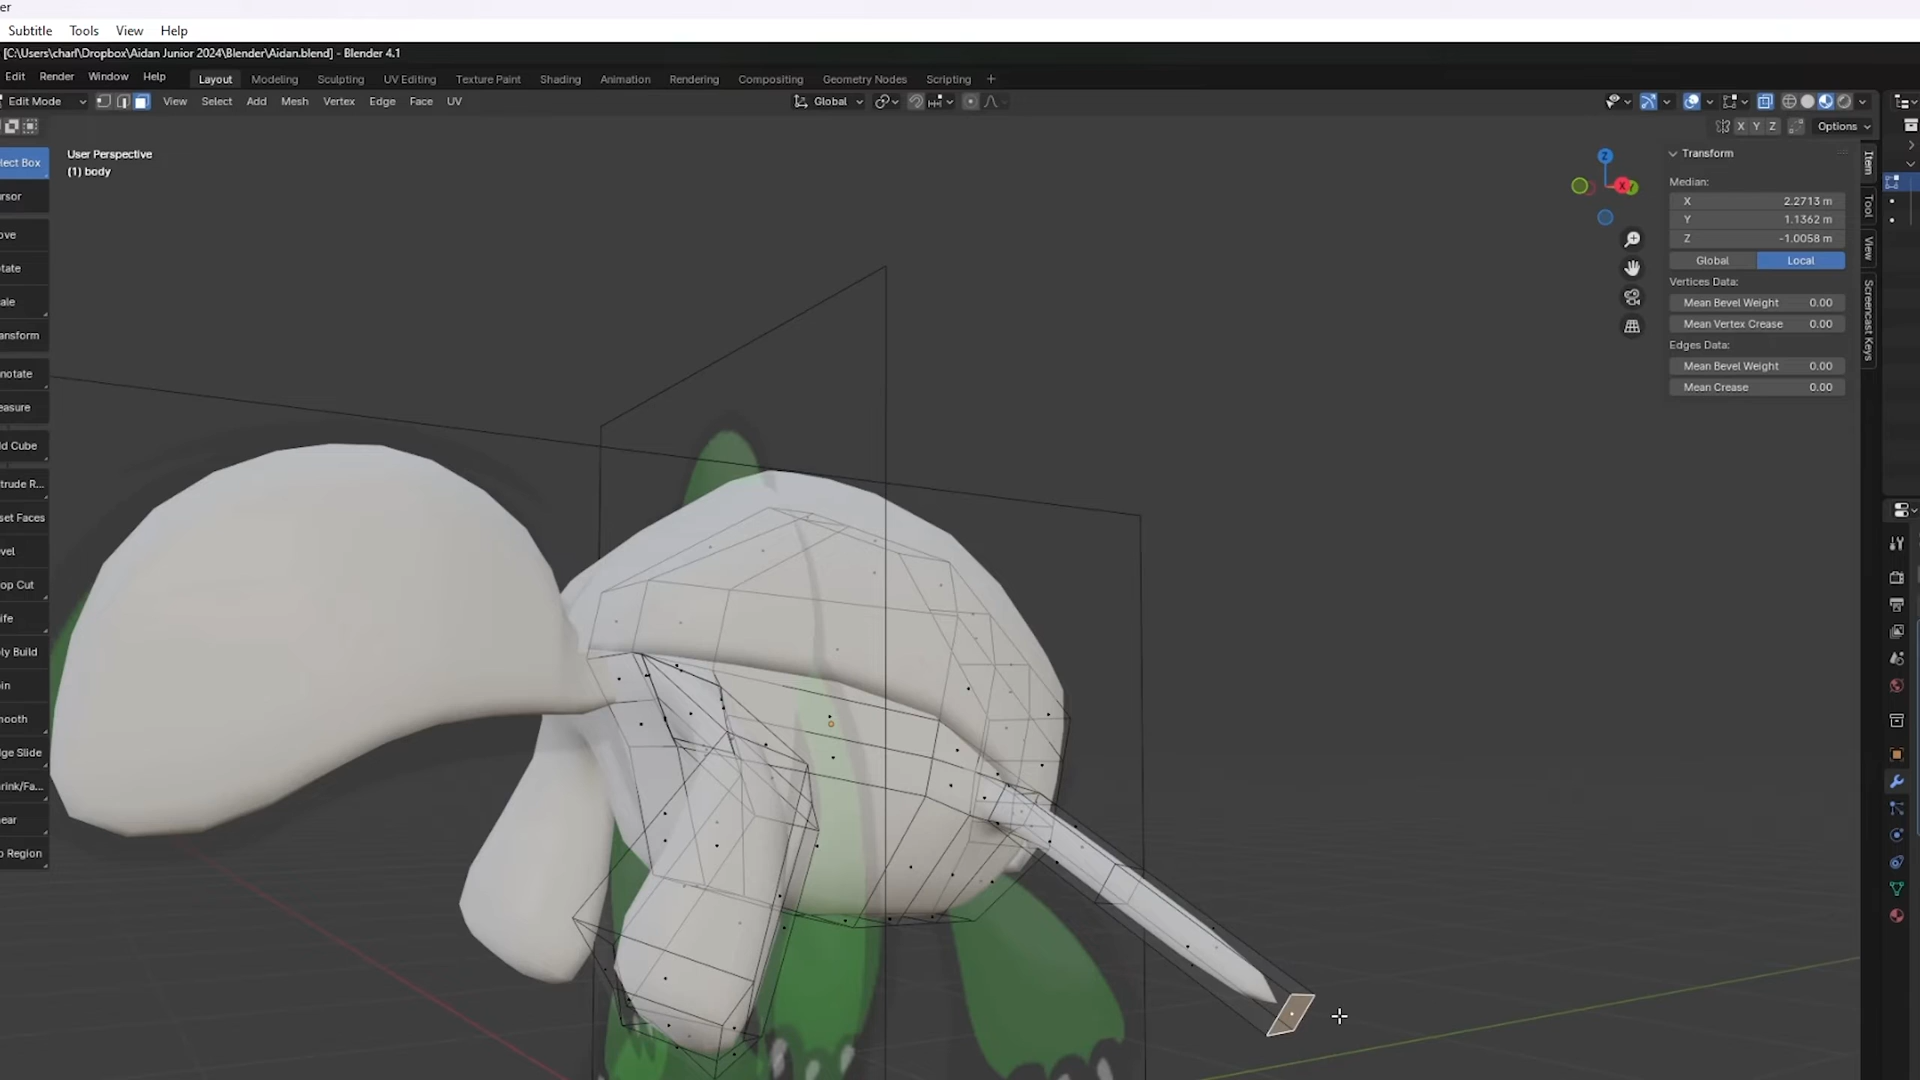 er
Subtitle Tools View Help
[C:\Users\charl\Dropbox\Aidan Junior 2024\Blender\Aidan.blend] - Blender 4.1
Edit Render Window Help Layout Modeling Sculpting UV Editing Texture Paint Shading Animation Rendering Compositing Geometry Nodes Scripting +
Edit Mode View Select Add Mesh Vertex Edge Face UV Global
X Y Z Options
User Perspective
(1) body
lect Box
rsor
ove
tate
ale
ansform
notate
easure
ld Cube
trude R...
set Faces
vel
op Cut
ife
ly Build
in
mooth
dge Slide
rink/Fa...
ear
p Region
Z
X
Y
Transform
Median:
X 2.2713 m
Y 1.1362 m
Z -1.0058 m
Global Local
Vertices Data:
Mean Bevel Weight 0.00
Mean Vertex Crease 0.00
Edges Data:
Mean Bevel Weight 0.00
Mean Crease 0.00
Item
Tool
View
Screencast Keys